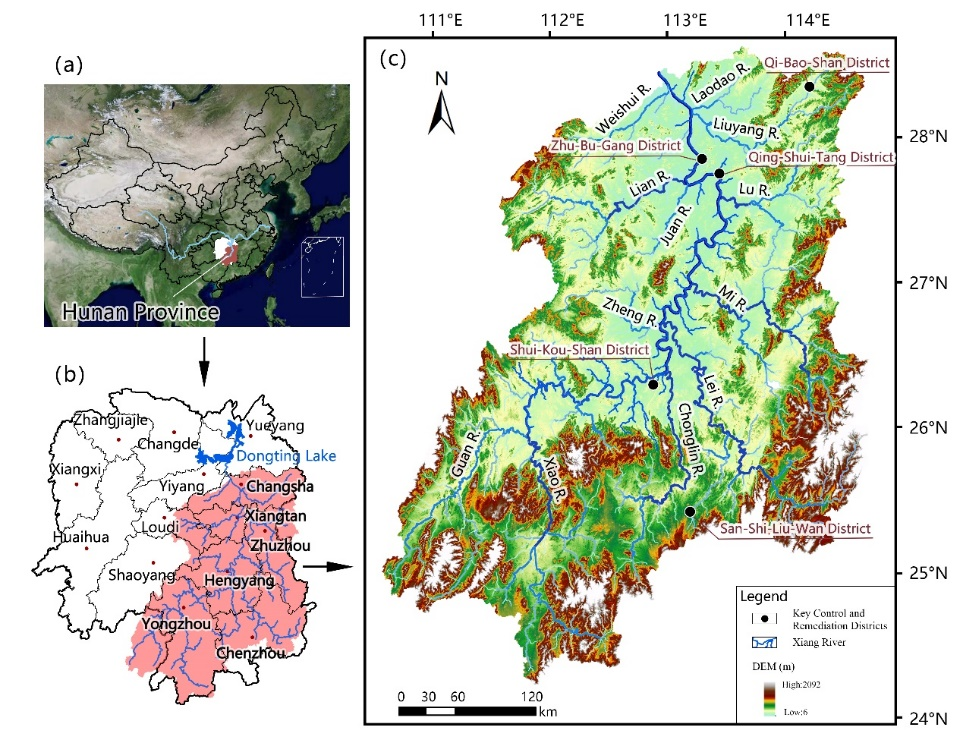 (a)
Hunan Province
(b)
Zhangjiajie
Yueyang
Changde
Dongting Lake
Xiangxi
Yiyang
Changsha
Xiangtan
Loudi
Huaihua
Zhuzhou
Shaoyang
Hengyang
Yongzhou
Chenzhou
111°E 112°E 113°E 114°E
(c)
N
Qi-Bao-Shan District
Laodao R.
Weishui R.
Liuyang R.
28°N
Zhu-Bu-Gang District
Qing-Shui-Tang District
Lian R.
Lu R.
Juan R.
27°N
Mi R.
Zheng R.
Shui-Kou-Shan District
Lei R.
Chonglin R.
26°N
Guan R.
Xiao R.
San-Shi-Liu-Wan District
25°N
Legend
Key Control and
Remediation Districts
Xiang River
DEM (m)
High:2092
Low:6
0 30 60 120
km
24°N